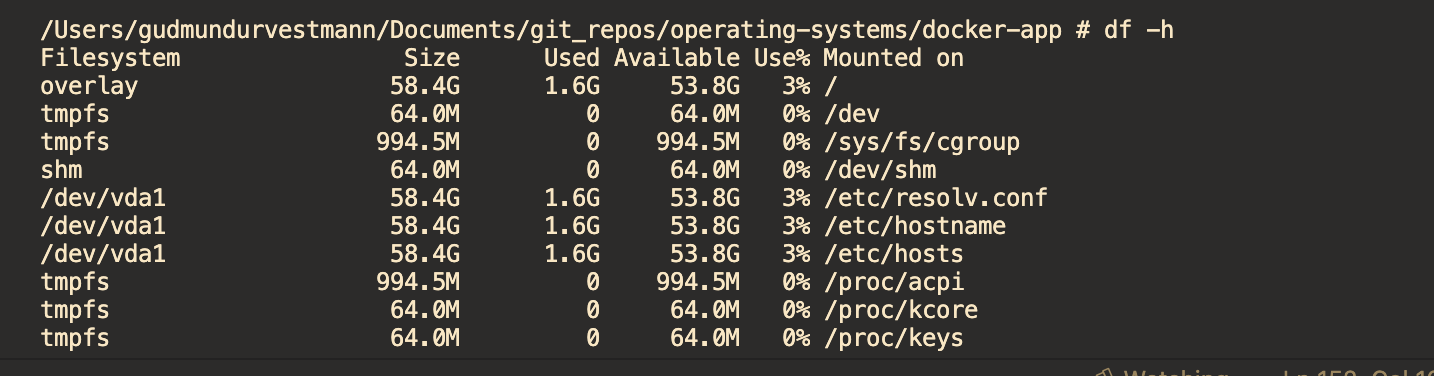 /Users/gudmundurvestmann/Documents/git_repos/operating-systems/docker-app # df -h
Filesystem                Size      Used Available Use% Mounted on
overlay                  58.4G      1.6G     53.8G   3% /
tmpfs                    64.0M         0     64.0M   0% /dev
tmpfs                   994.5M         0    994.5M   0% /sys/fs/cgroup
shm                      64.0M         0     64.0M   0% /dev/shm
/dev/vda1                58.4G      1.6G     53.8G   3% /etc/resolv.conf
/dev/vda1                58.4G      1.6G     53.8G   3% /etc/hostname
/dev/vda1                58.4G      1.6G     53.8G   3% /etc/hosts
tmpfs                   994.5M         0    994.5M   0% /proc/acpi
tmpfs                    64.0M         0     64.0M   0% /proc/kcore
tmpfs                    64.0M         0     64.0M   0% /proc/keys
Watching